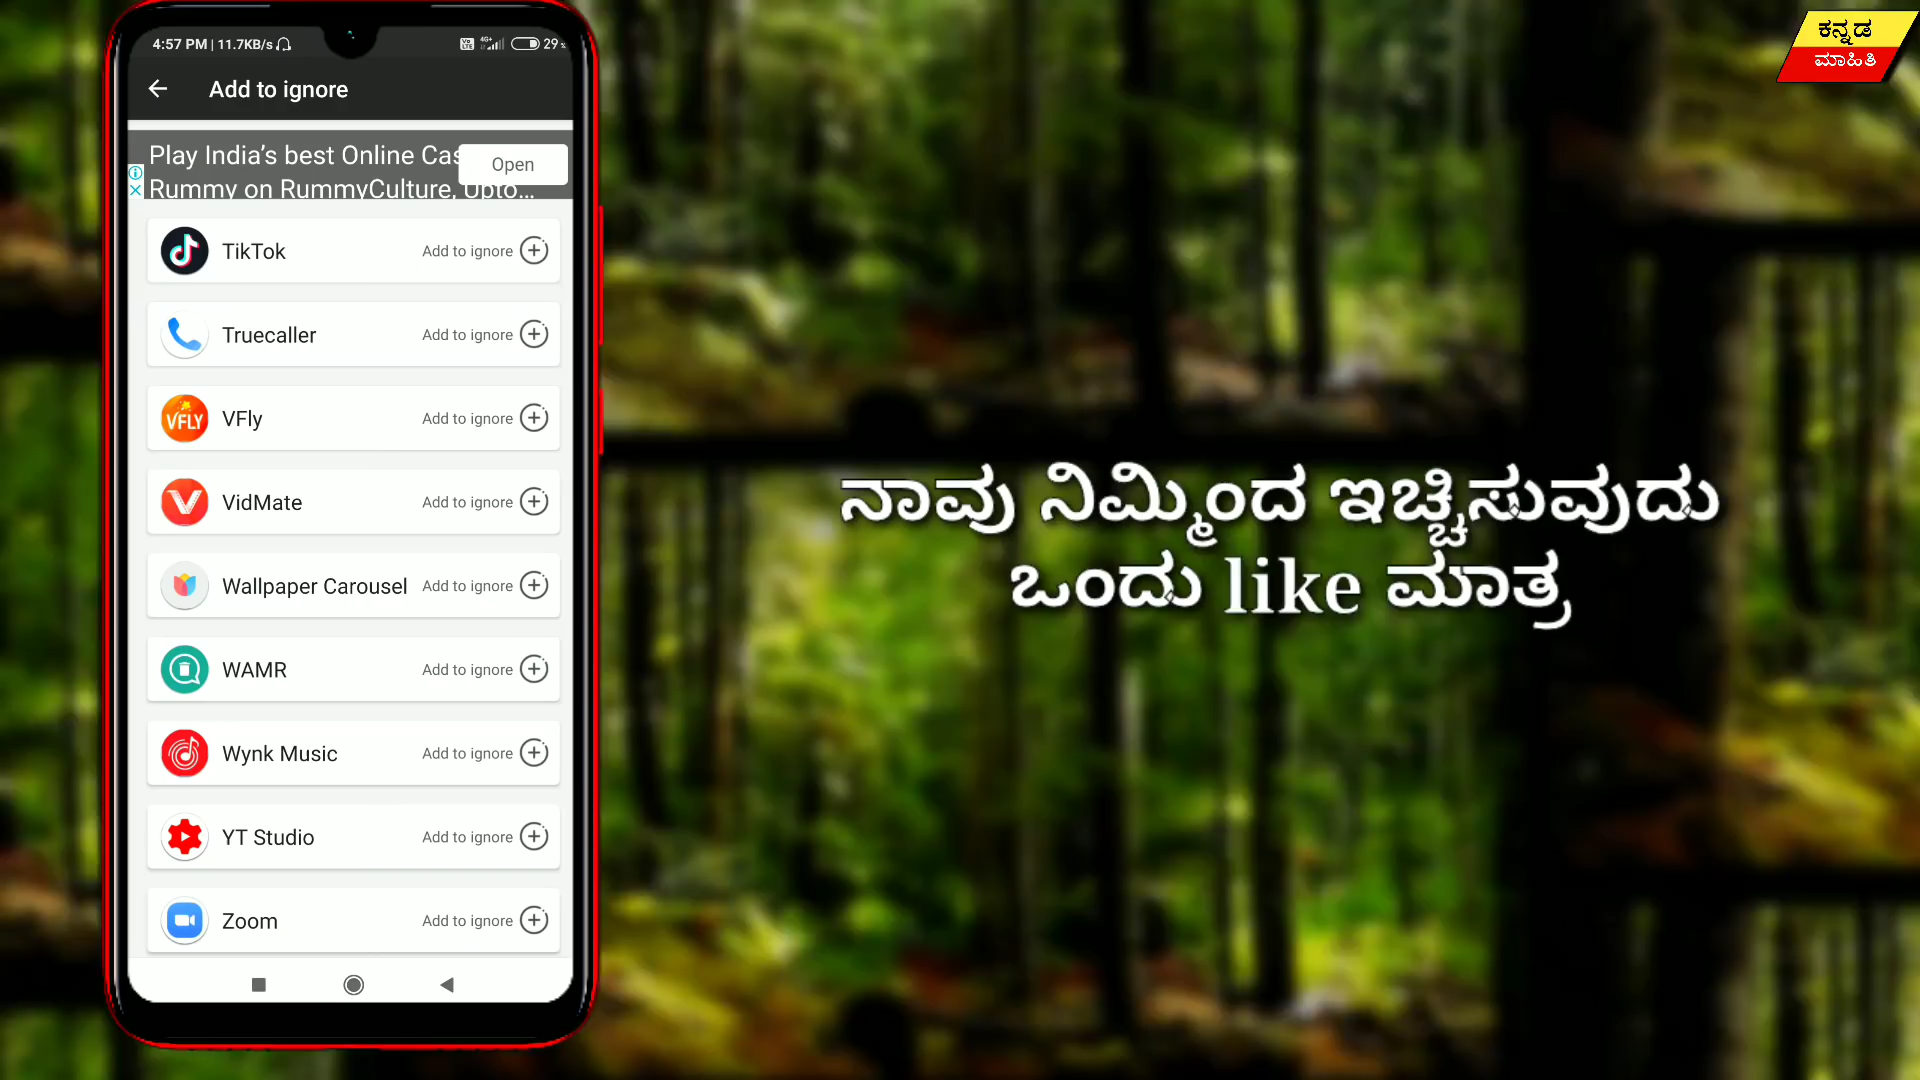 4:57 PM | 11.7KB/s
4G+
29
Add to ignore
Play India's best Online Cas
Rummy on RummyCulture, Upto...
Open
TikTok Add to ignore
Truecaller Add to ignore
VFLY VFly Add to ignore
VidMate Add to ignore
Wallpaper Carousel Add to ignore
WAMR Add to ignore
Wynk Music Add to ignore
YT Studio Add to ignore
Zoom Add to ignore
ನಾವು ನಿಮ್ಮಿಂದ ಇಚ್ಚಿಸುವುದು
ಒಂದು like ಮಾತ್ರ
ಕನ್ನಡ
ಮಾಹಿತಿ